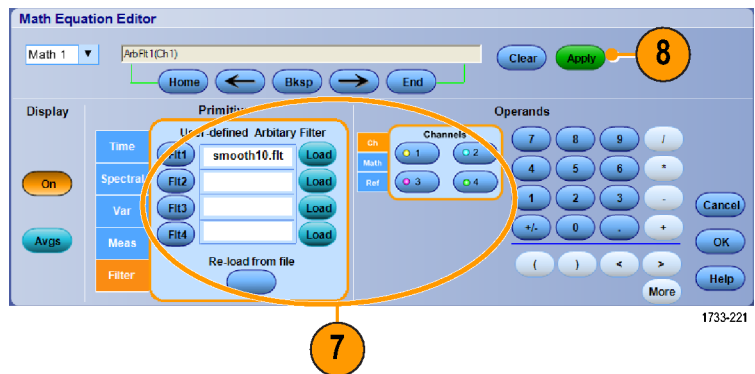 Math Equation Editor
Math 1 ▼
ArbFlt1(Ch1)
Clear
Apply
8
Home
←
Bksp
→
End
Display
Operands
User-defined Arbitary Filter
Channels
Time
Spectral
Var
Meas
Filter
Flt1
smooth10.flt
Load
Flt2
Load
Flt3
Load
Flt4
Load
Re-load from file
On
Avgs
Ch
Math
Ref
1
2
3
4
7 8 9 /
4 5 6 *
1 2 3 -
+/- 0 . +
( ) < >
More
Cancel
OK
Help
1733-221
7